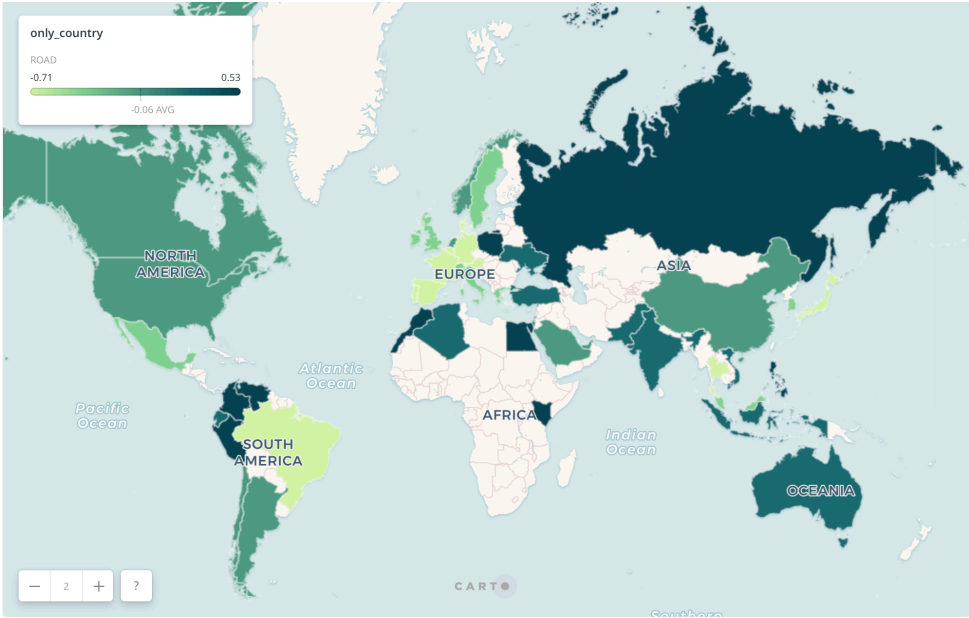 only_country
ROAD
-0.71 0.53
-0.06 AVG
NORTH
AMERICA
EUROPE
ASIA
Atlantic
Ocean
Pacific
Ocean
AFRICA
Indian
Ocean
SOUTH
AMERICA
OCEANIA
− 2 + ?
CARTO
Southern